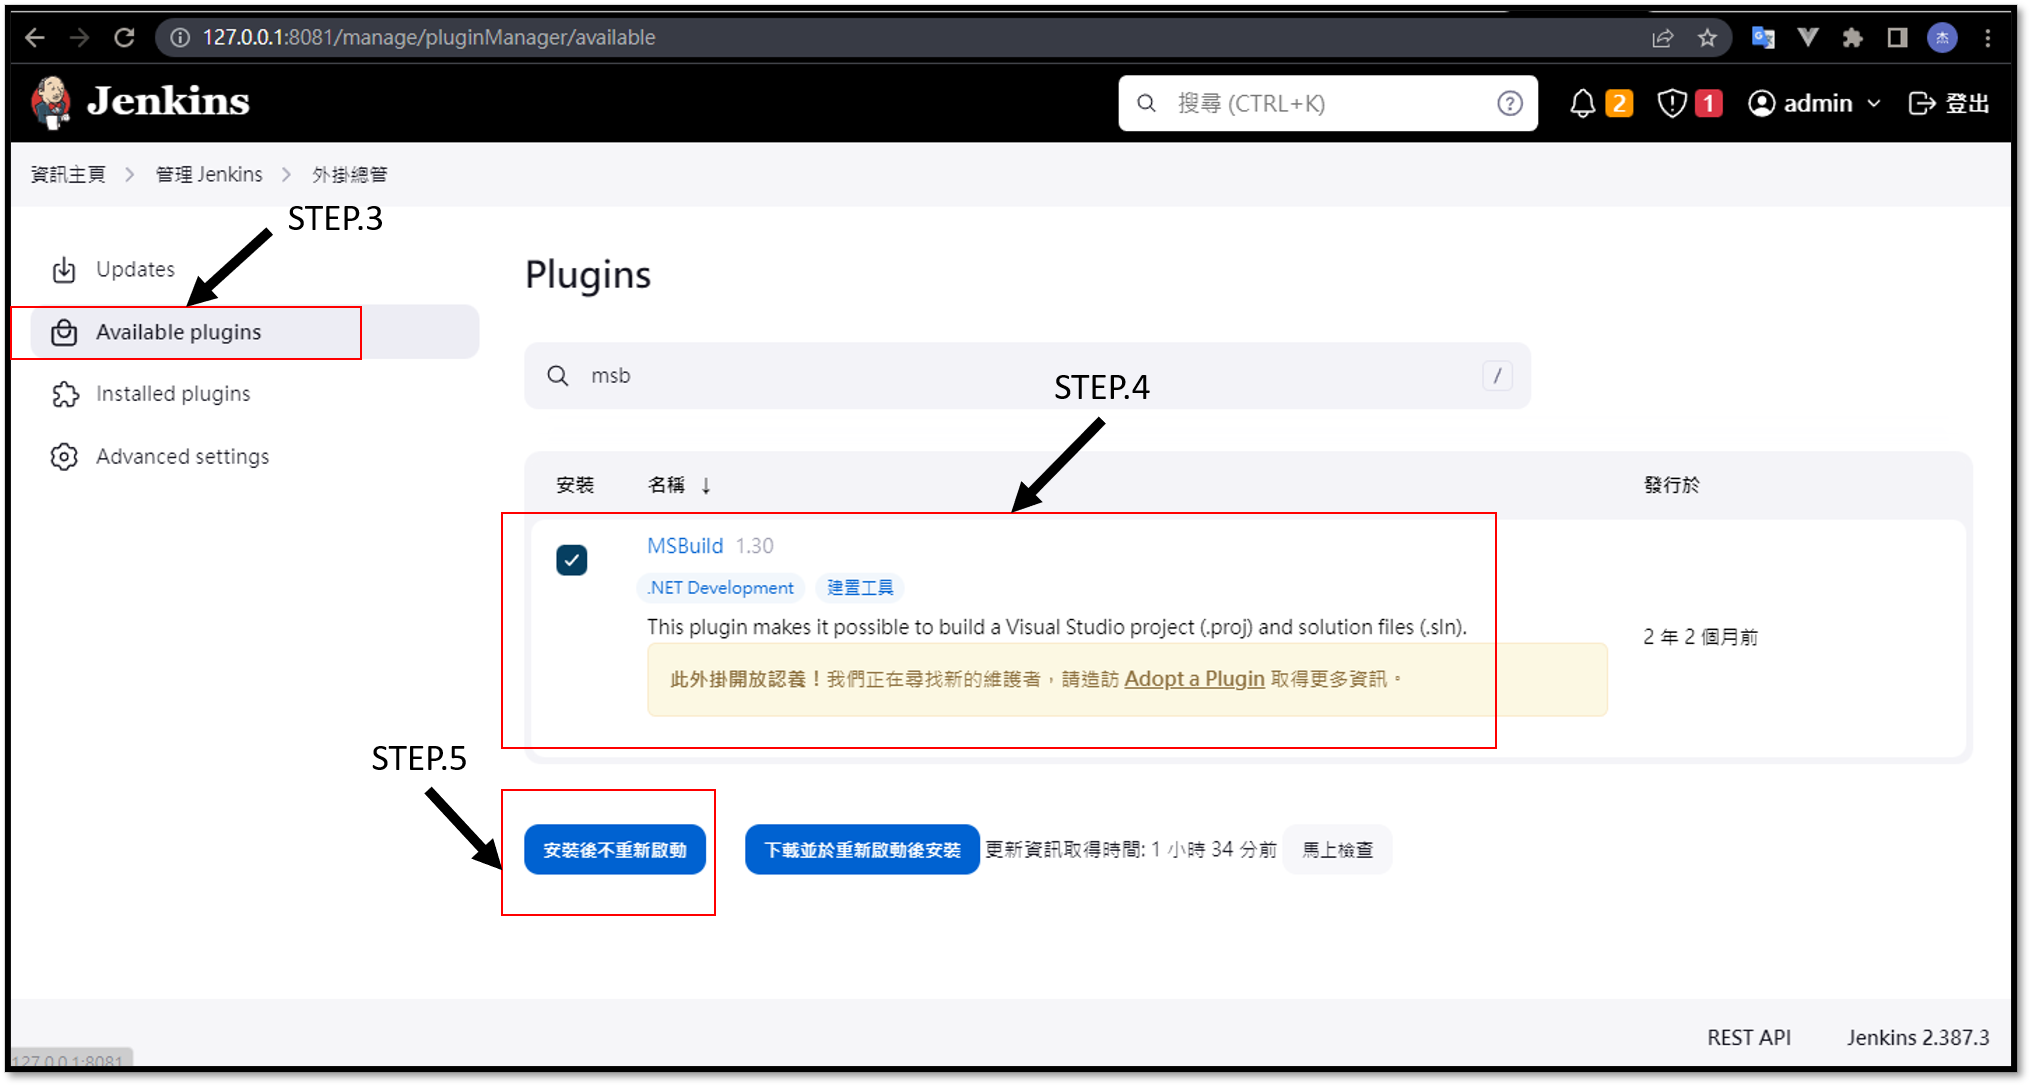 127.0.0.1:8081/manage/pluginManager/available
杰
Jenkins
搜尋 (CTRL+K)
2
1
admin
登出
資訊主頁 > 管理 Jenkins > 外掛總管
STEP.3
Updates
Available plugins
Installed plugins
Advanced settings
Plugins
msb
/
STEP.4
安裝 名稱 ↓ 發行於
MSBuild 1.30
.NET Development 建置工具
This plugin makes it possible to build a Visual Studio project (.proj) and solution files (.sln).
2 年 2 個月前
此外掛開放認養！我們正在尋找新的維護者，請造訪 Adopt a Plugin 取得更多資訊。
STEP.5
安裝後不重新啟動 下載並於重新啟動後安裝 更新資訊取得時間: 1 小時 34 分前 馬上檢查
REST API Jenkins 2.387.3
127.0.0.1:8081